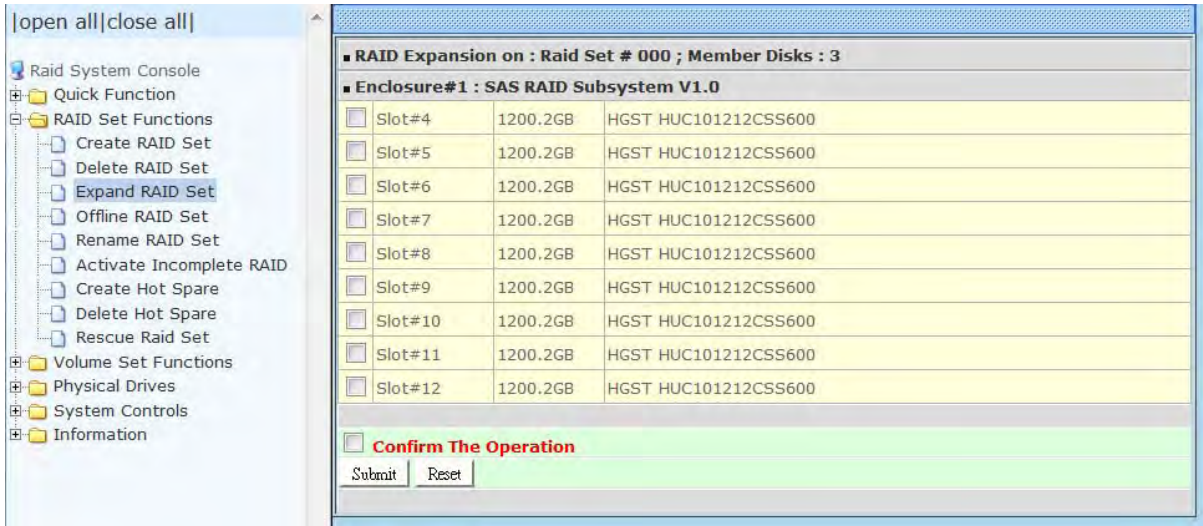 |open all|close all|
Raid System Console
Quick Function
RAID Set Functions
Create RAID Set
Delete RAID Set
Expand RAID Set
Offline RAID Set
Rename RAID Set
Activate Incomplete RAID
Create Hot Spare
Delete Hot Spare
Rescue Raid Set
Volume Set Functions
Physical Drives
System Controls
Information
RAID Expansion on : Raid Set # 000 ; Member Disks : 3
Enclosure#1 : SAS RAID Subsystem V1.0
Slot#4 1200.2GB HGST HUC101212CSS600
Slot#5 1200.2GB HGST HUC101212CSS600
Slot#6 1200.2GB HGST HUC101212CSS600
Slot#7 1200.2GB HGST HUC101212CSS600
Slot#8 1200.2GB HGST HUC101212CSS600
Slot#9 1200.2GB HGST HUC101212CSS600
Slot#10 1200.2GB HGST HUC101212CSS600
Slot#11 1200.2GB HGST HUC101212CSS600
Slot#12 1200.2GB HGST HUC101212CSS600
Confirm The Operation
Submit Reset